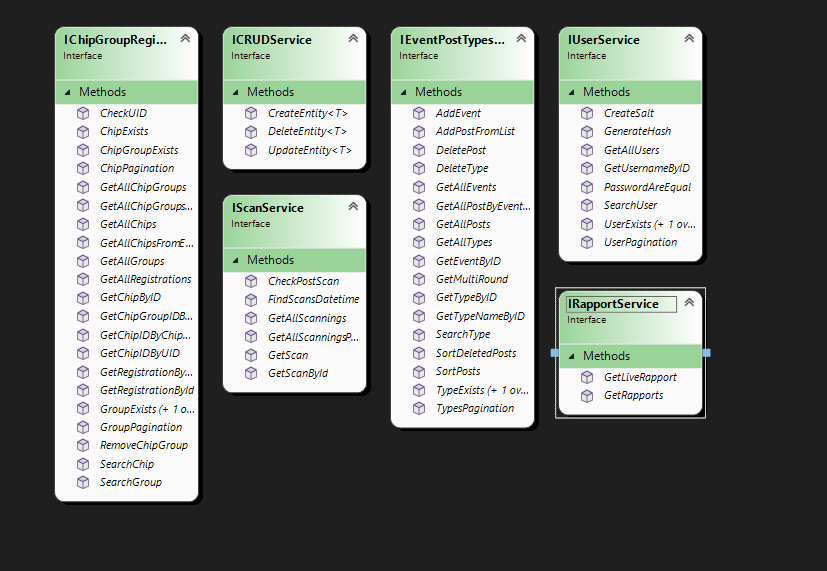 IChipGroupRegi...
Interface
Methods
CheckUID
ChipExists
ChipGroupExists
ChipPagination
GetAllChipGroups
GetAllChipGroups...
GetAllChips
GetAllChipsFromE...
GetAllGroups
GetAllRegistrations
GetChipByID
GetChipGroupIDB...
GetChipIDByChip...
GetChipIDByUID
GetRegistrationBy...
GetRegistrationById
GroupExists (+ 1 o...
GroupPagination
RemoveChipGroup
SearchChip
SearchGroup
ICRUDService
Interface
Methods
CreateEntity<T>
DeleteEntity<T>
UpdateEntity<T>
IScanService
Interface
Methods
CheckPostScan
FindScansDatetime
GetAllScannings
GetAllScanningsP...
GetScan
GetScanById
IEventPostTypes...
Interface
Methods
AddEvent
AddPostFromList
DeletePost
DeleteType
GetAllEvents
GetAllPostByEvent...
GetAllPosts
GetAllTypes
GetEventByID
GetMultiRound
GetTypeByID
GetTypeNameByID
SearchType
SortDeletedPosts
SortPosts
TypeExists (+ 1 ov...
TypesPagination
IUserService
Interface
Methods
CreateSalt
GenerateHash
GetAllUsers
GetUsernameByID
PasswordAreEqual
SearchUser
UserExists (+ 1 ov...
UserPagination
IRapportService
Interface
Methods
GetLiveRapport
GetRapports